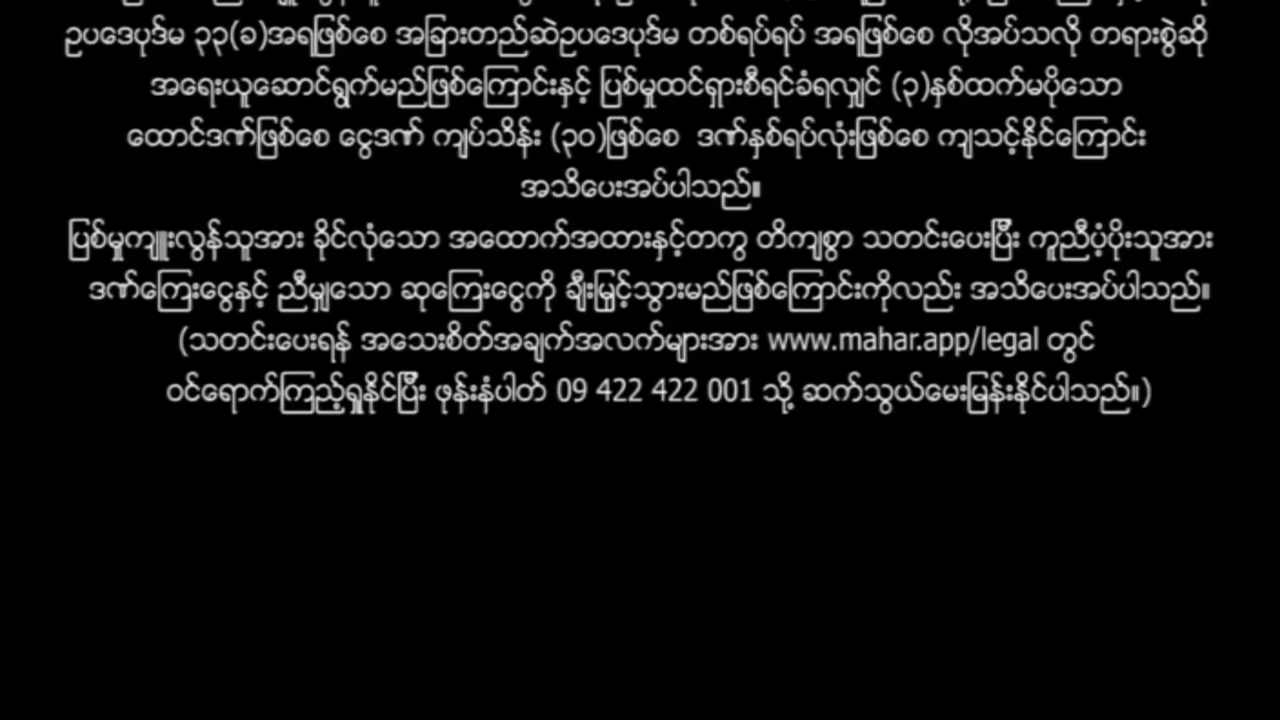 ဥပဒေပုဒ်မ ၃၃(ခ)အရဖြစ်စေ အခြားတည်ဆဲဥပဒေပုဒ်မ တစ်ရပ်ရပ် အရဖြစ်စေ လိုအပ်သလို တရားစွဲဆို
အရေးယူဆောင်ရွက်မည်ဖြစ်ကြောင်းနှင့် ပြစ်မှုထင်ရှားစီရင်ခံရလျှင် (၃)နှစ်ထက်မပိုသော
ထောင်ဒဏ်ဖြစ်စေ ငွေဒဏ် ကျပ်သိန်း (၃၀)ဖြစ်စေ ဒဏ်နှစ်ရပ်လုံးဖြစ်စေ ကျသင့်နိုင်ကြောင်း
အသိပေးအပ်ပါသည်။
ပြစ်မှုကျူးလွန်သူအား ခိုင်လုံသော အထောက်အထားနှင့်တကွ တိကျစွာ သတင်းပေးပြီး ကူညီပံ့ပိုးသူအား
ဒဏ်ကြေးငွေနှင့် ညီမျှသော ဆုကြေးငွေကို ချီးမြှင့်သွားမည်ဖြစ်ကြောင်းကိုလည်း အသိပေးအပ်ပါသည်။
(သတင်းပေးရန် အသေးစိတ်အချက်အလက်များအား www.mahar.app/legal တွင်
ဝင်ရောက်ကြည့်ရှုနိုင်ပြီး ဖုန်းနံပါတ် 09 422 422 001 သို့ ဆက်သွယ်မေးမြန်းနိုင်ပါသည်။)